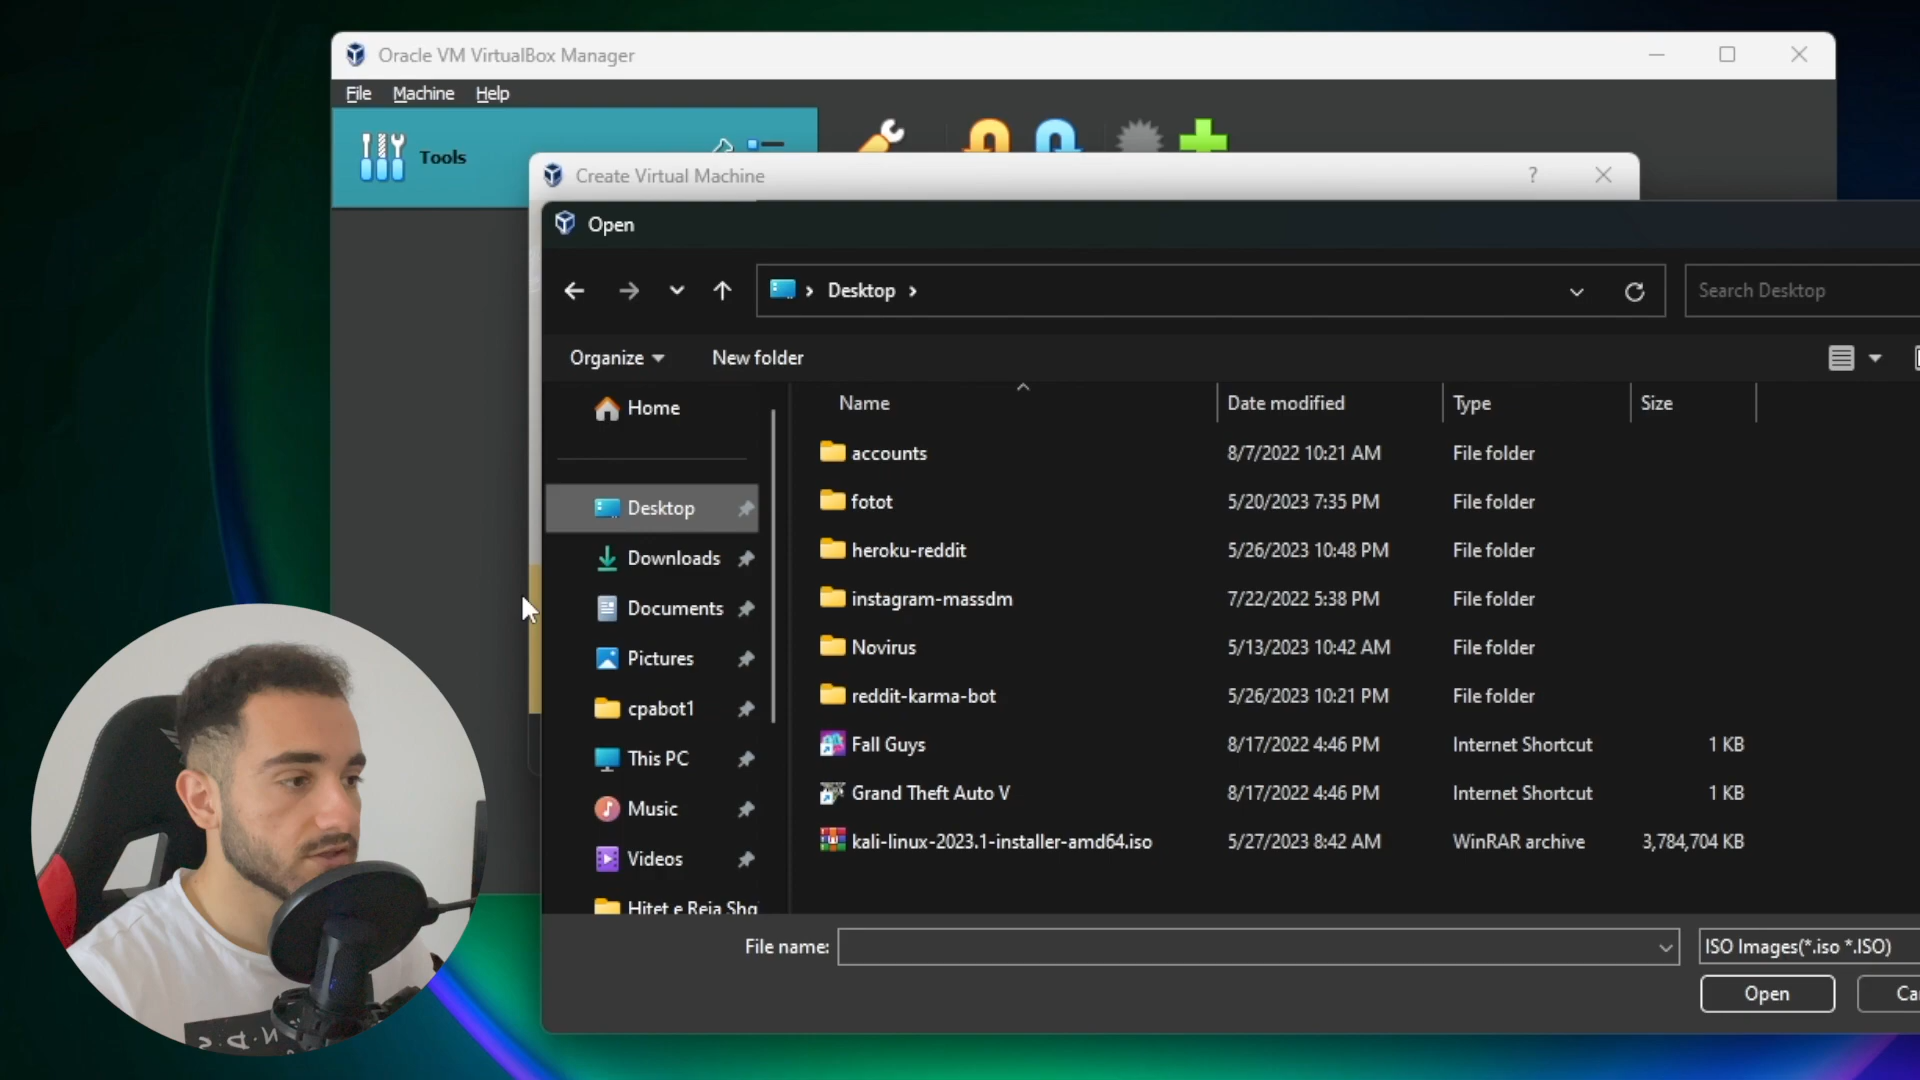 Oracle VM VirtualBox Manager
File Machine Help
Tools
Create Virtual Machine ?
Open
Desktop
Search Desktop
Organize New folder
Name Date modified Type Size
Home
Desktop
Downloads
Documents
Pictures
cpabot1
This PC
Music
Videos
Hitet e Reja Shq
accounts 8/7/2022 10:21 AM File folder
fotot 5/20/2023 7:35 PM File folder
heroku-reddit 5/26/2023 10:48 PM File folder
instagram-massdm 7/22/2022 5:38 PM File folder
Novirus 5/13/2023 10:42 AM File folder
reddit-karma-bot 5/26/2023 10:21 PM File folder
Fall Guys 8/17/2022 4:46 PM Internet Shortcut 1 KB
Grand Theft Auto V 8/17/2022 4:46 PM Internet Shortcut 1 KB
kali-linux-2023.1-installer-amd64.iso 5/27/2023 8:42 AM WinRAR archive 3,784,704 KB
File name: ISO Images(*.iso *.ISO)
Open Ca